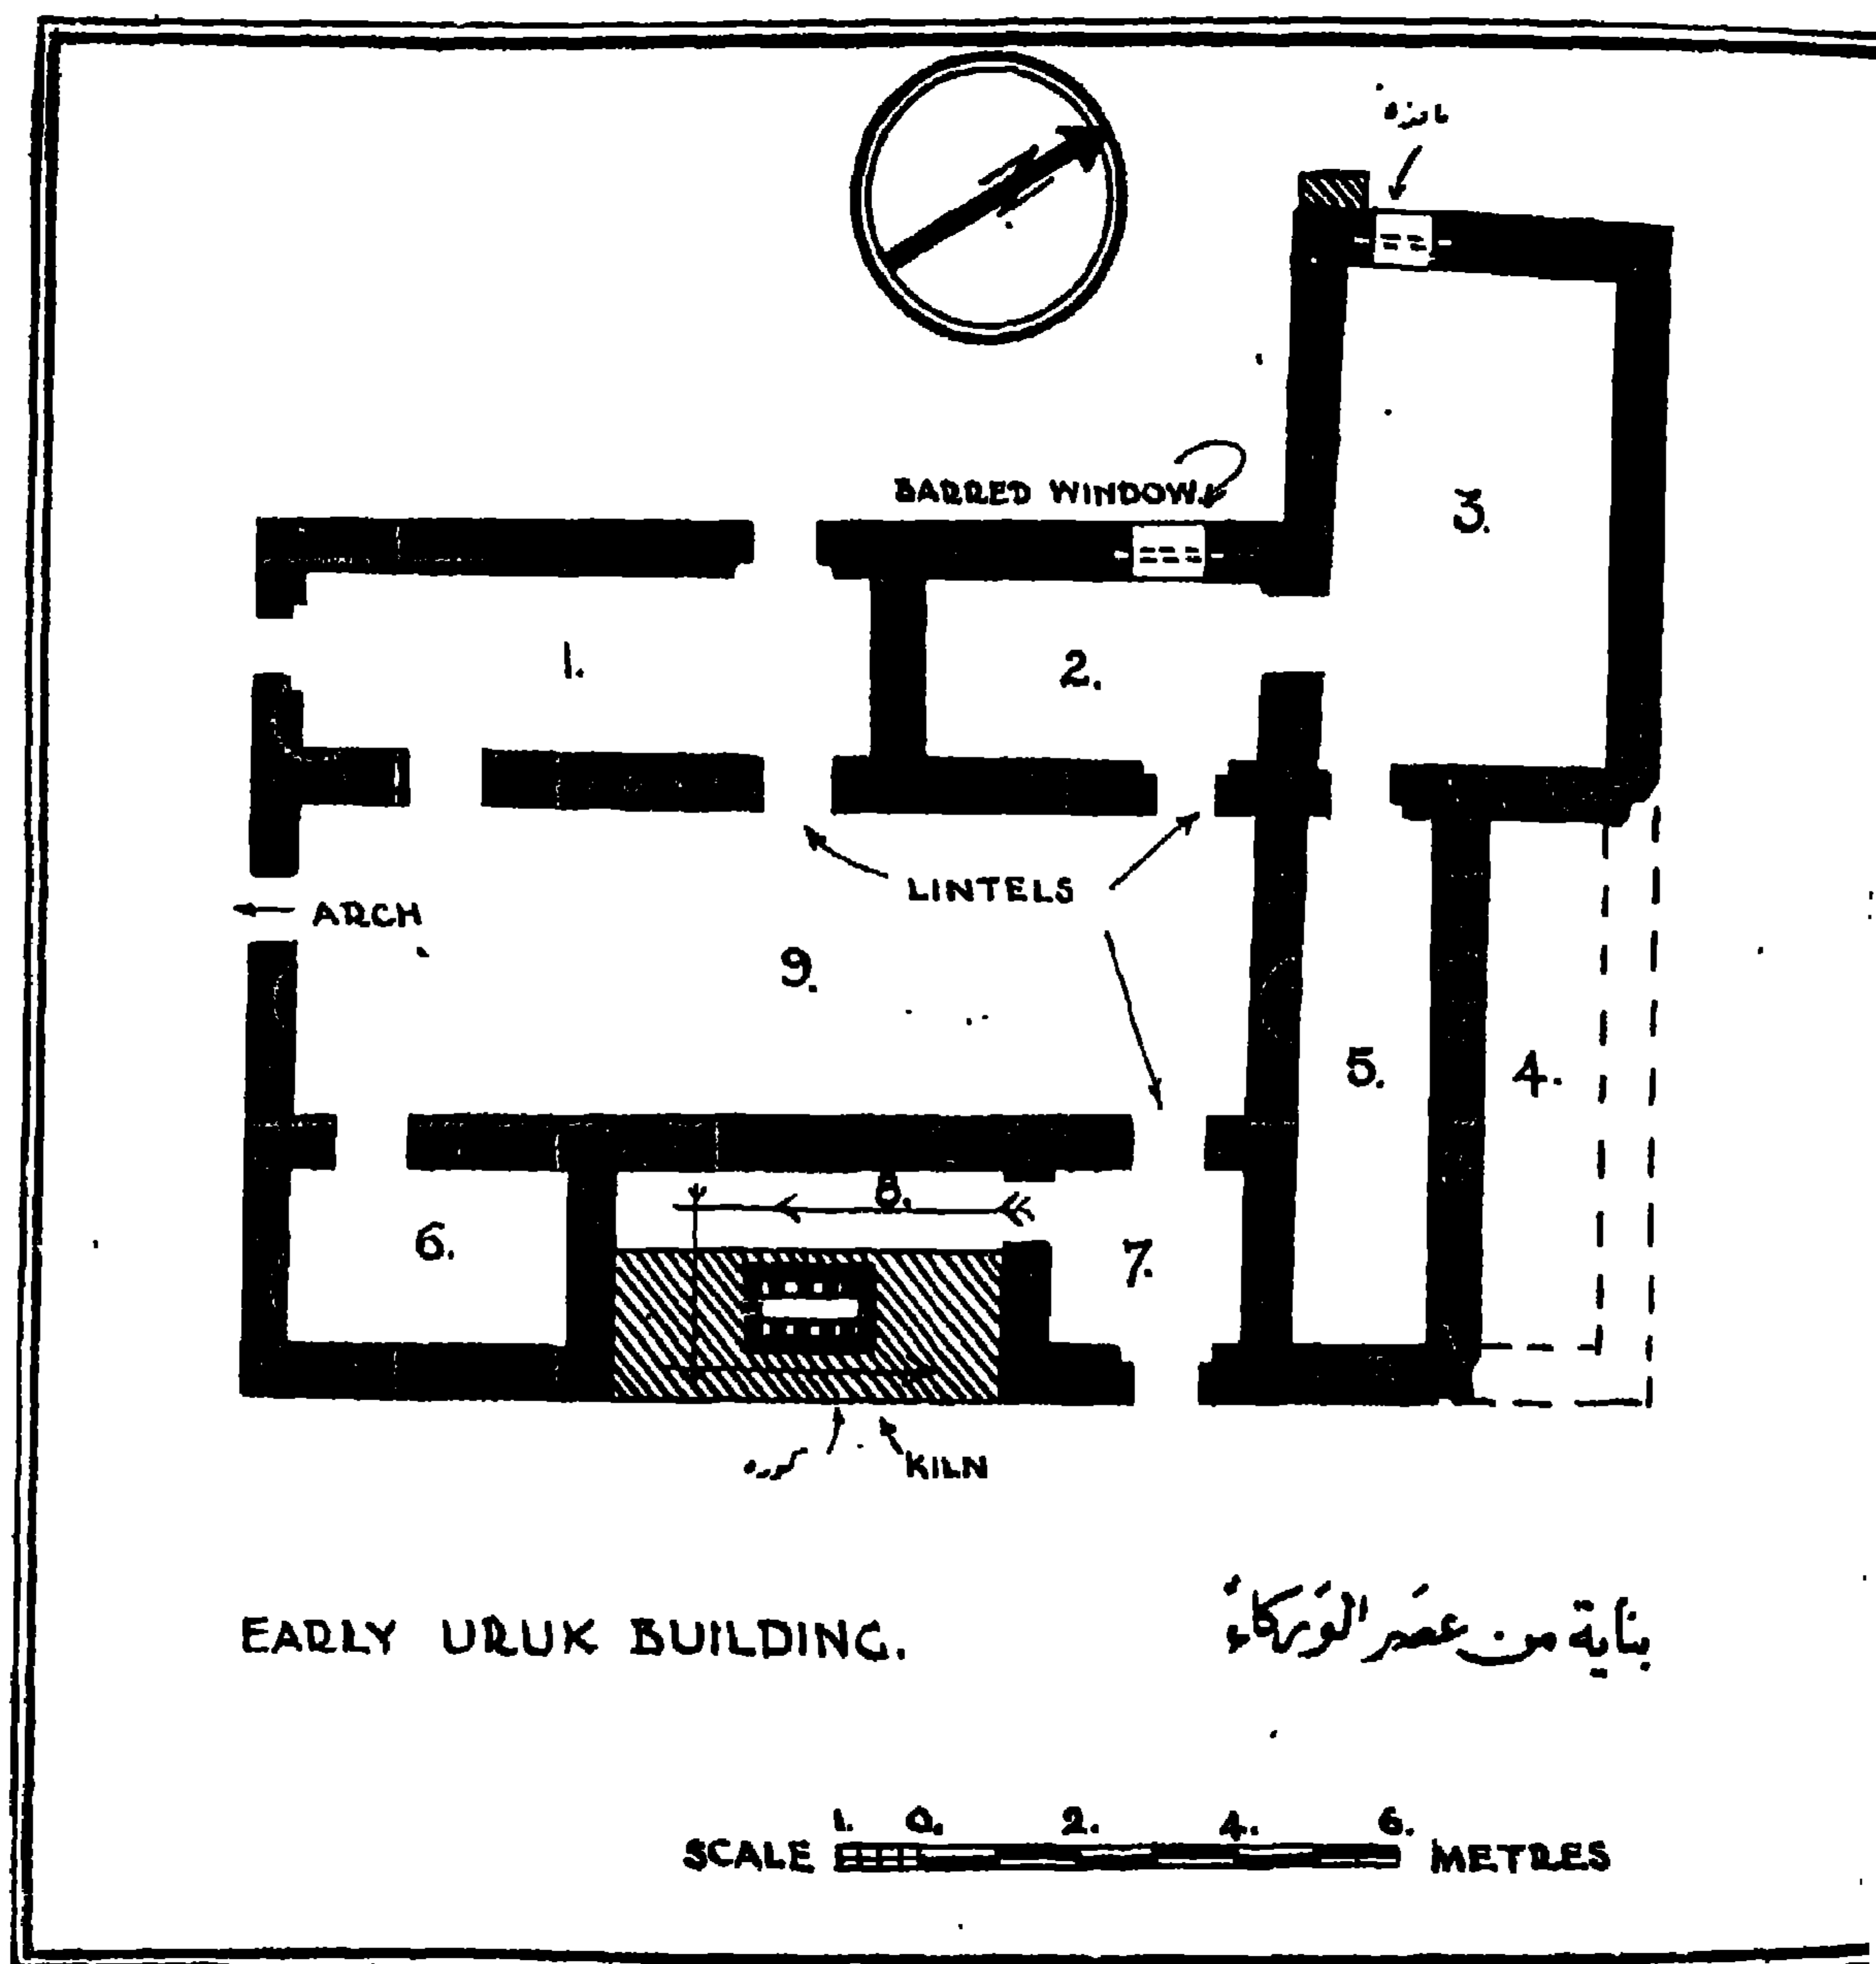 نافذة
BARRED WINDOW
3.
1.
2.
LINTELS
ARCH
9.
5.
4.
8.
6.
7.
KILN
EARLY URUK BUILDING.
بناية من عصر الوركاء
1. 0. 2. 4. 6.
SCALE METRES